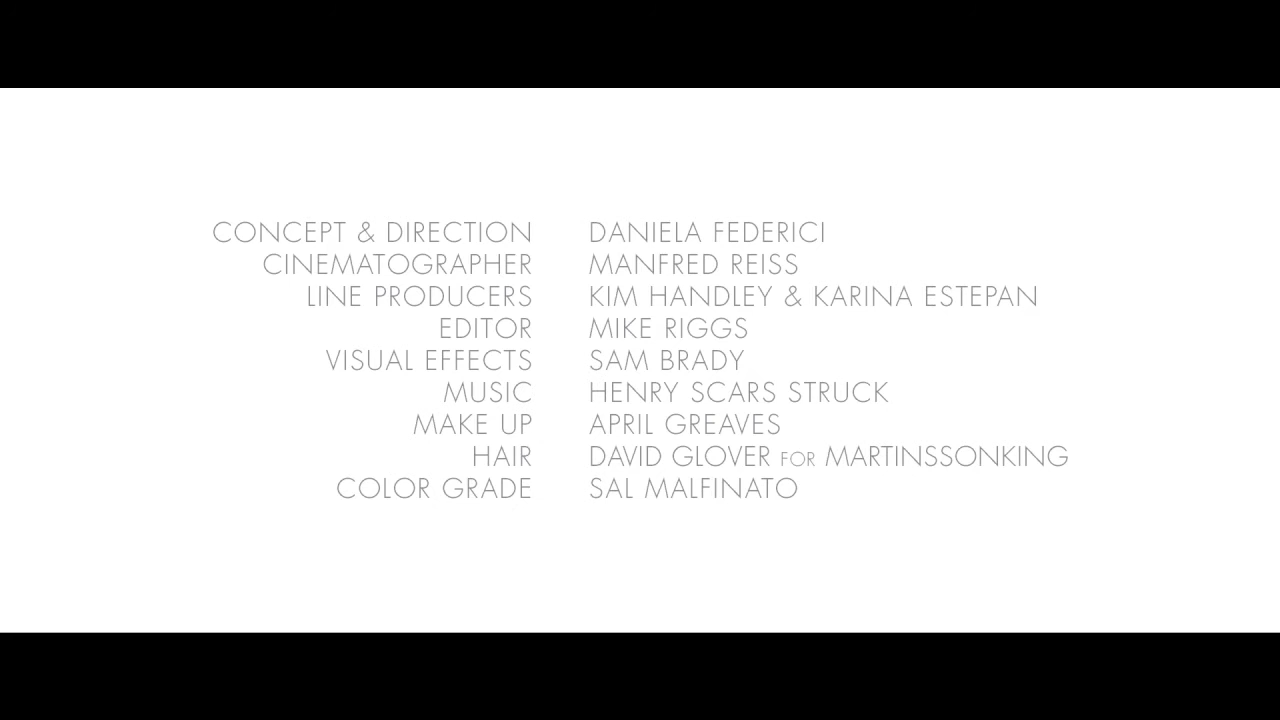 CONCEPT & DIRECTION DANIELA FEDERICI
CINEMATOGRAPHER MANFRED REISS
LINE PRODUCERS KIM HANDLEY & KARINA ESTEPAN
EDITOR MIKE RIGGS
VISUAL EFFECTS SAM BRADY
MUSIC HENRY SCARS STRUCK
MAKE UP APRIL GREAVES
HAIR DAVID GLOVER FOR MARTINSSONKING
COLOR GRADE SAL MALFINATO